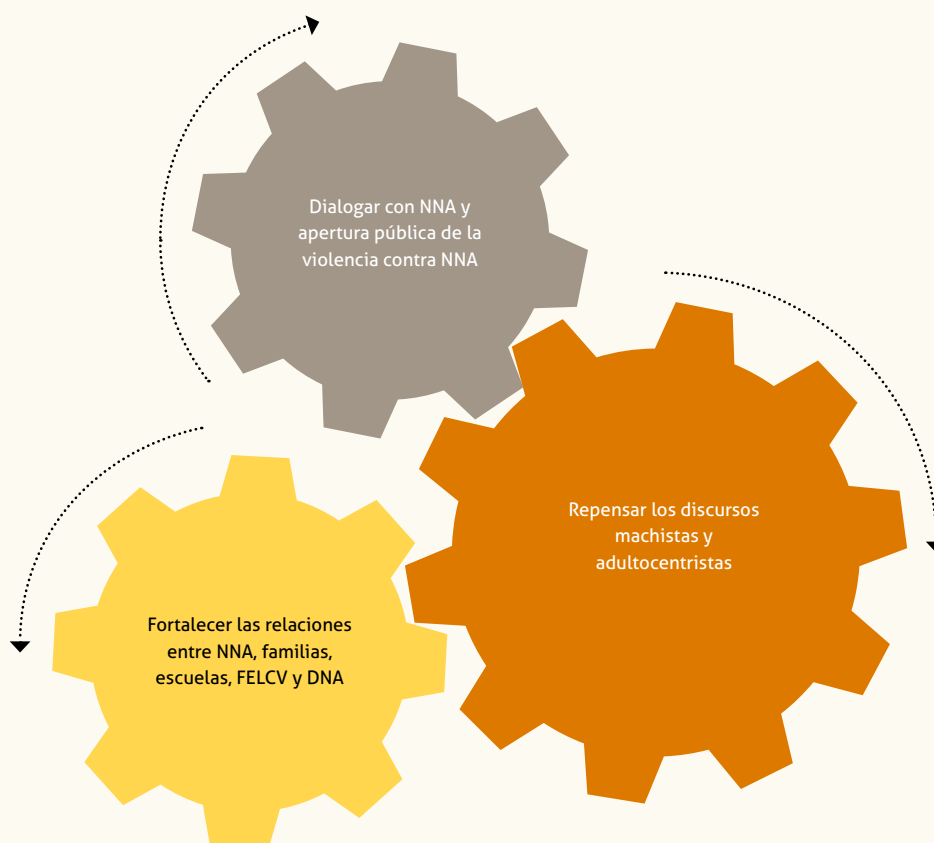 Dialogar con NNA y
apertura pública de la
violencia contra NNA
Repensar los discursos
machistas y
adultocentristas
Fortalecer las relaciones
entre NNA, familias,
escuelas, FELCV y DNA